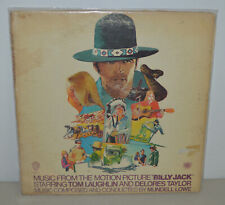 MUSIC FROM THE MOTION PICTURE "BILLY JACK"
STARRING TOM LAUGHLIN AND DELORES TAYLOR
MUSIC COMPOSED AND CONDUCTED BY MUNDELL LOWE